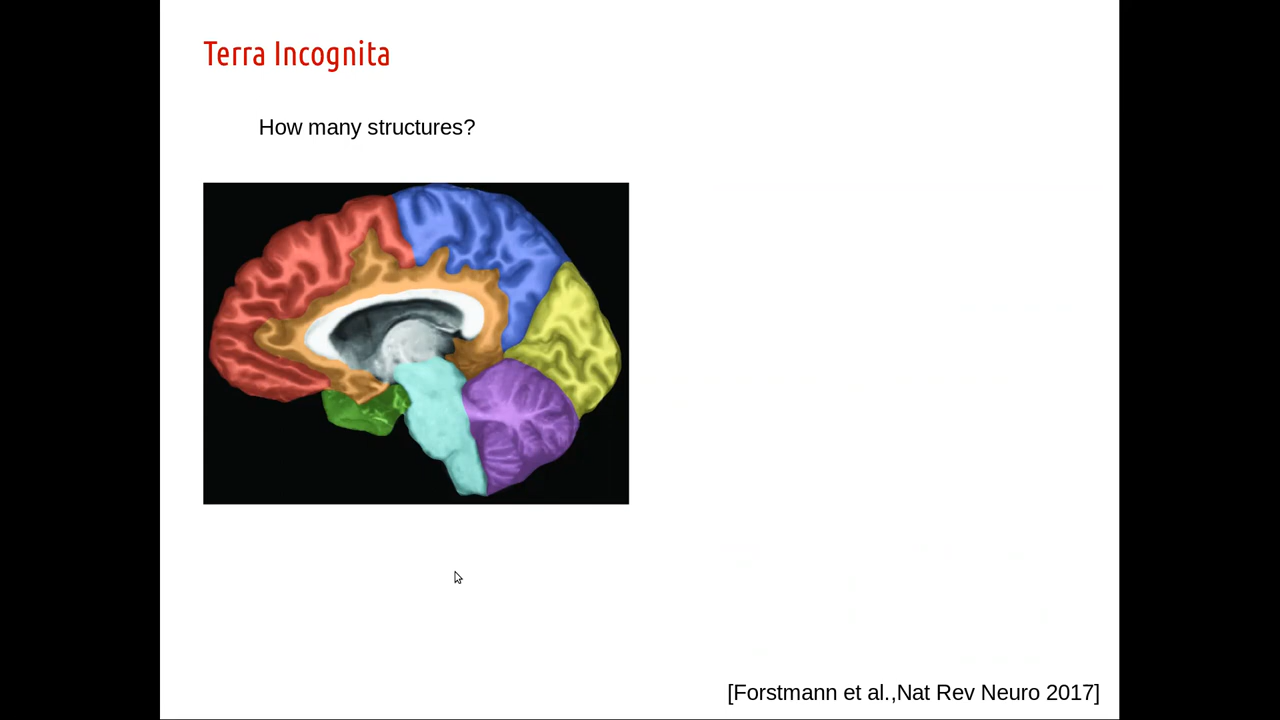 Terra Incognita
How many structures?
[Forstmann et al.,Nat Rev Neuro 2017]